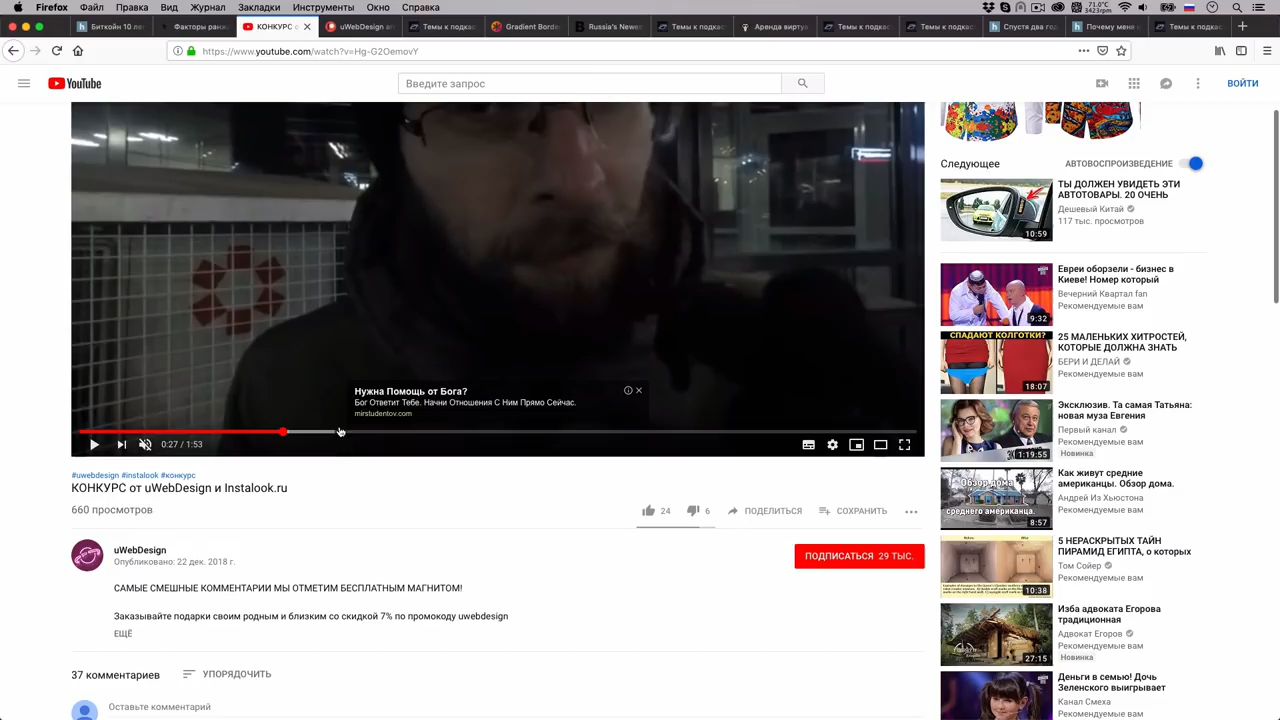 Firefox Файл Правка Вид Журнал Закладки Инструменты Окно Справка
71.0°C
3423rpm
Биткойн 10 ле
Факторы ранж
КОНКУРС от
uWebDesign
Темы к подкас
Gradient Borde
Russia's Newes
Темы к подкас
Аренда вирту
Темы к подкас
Темы к подкас
Спустя два го
Почему меня
Темы к подкас
https://www.youtube.com/watch?v=Hg-G2OemovY
YouTube
Введите запрос
ВОЙТИ
Следующее
АВТОВОСПРОИЗВЕДЕНИЕ
ТЫ ДОЛЖЕН УВИДЕТЬ ЭТИ
АВТОТОВАРЫ. 20 ОЧЕНЬ
Дешевый Китай
117 тыс. просмотров
10:59
Евреи оборзели - бизнес в
Киеве! Номер который
Вечерний Квартал fan
Рекомендуемые вам
9:32
СПАДАЮТ КОЛГОТКИ?
25 МАЛЕНЬКИХ ХИТРОСТЕЙ,
КОТОРЫЕ ДОЛЖНА ЗНАТЬ
БЕРИ И ДЕЛАЙ
Рекомендуемые вам
18:07
Эксклюзив. Та самая Татьяна:
новая муза Евгения
Первый канал
Рекомендуемые вам
Новинка
1:19:55
Обзор дома
среднего американца.
Как живут средние
американцы. Обзор дома.
Андрей Из Хьюстона
Рекомендуемые вам
8:57
5 НЕРАСКРЫТЫХ ТАЙН
ПИРАМИД ЕГИПТА, о которых
Том Сойер
Рекомендуемые вам
10:38
Изба адвоката Егорова
традиционная
Адвокат Егоров
Рекомендуемые вам
Новинка
27:15
Деньги в семью! Дочь
Зеленского выигрывает
Канал Смеха
Рекомендуемые вам
Нужна Помощь от Бога?
Бог Ответит Тебе. Начни Отношения С Ним Прямо Сейчас.
mirstudentov.com
0:27 / 1:53
#uwebdesign #instalook #конкурс
КОНКУРС от uWebDesign и Instalook.ru
660 просмотров
24
6
ПОДЕЛИТЬСЯ
СОХРАНИТЬ
uWebDesign
Опубликовано: 22 дек. 2018 г.
ПОДПИСАТЬСЯ 29 ТЫС.
САМЫЕ СМЕШНЫЕ КОММЕНТАРИИ МЫ ОТМЕТИМ БЕСПЛАТНЫМ МАГНИТОМ!
Заказывайте подарки своим родным и близким со скидкой 7% по промокоду uwebdesign
ЕЩЁ
37 комментариев
УПОРЯДОЧИТЬ
Оставьте комментарий